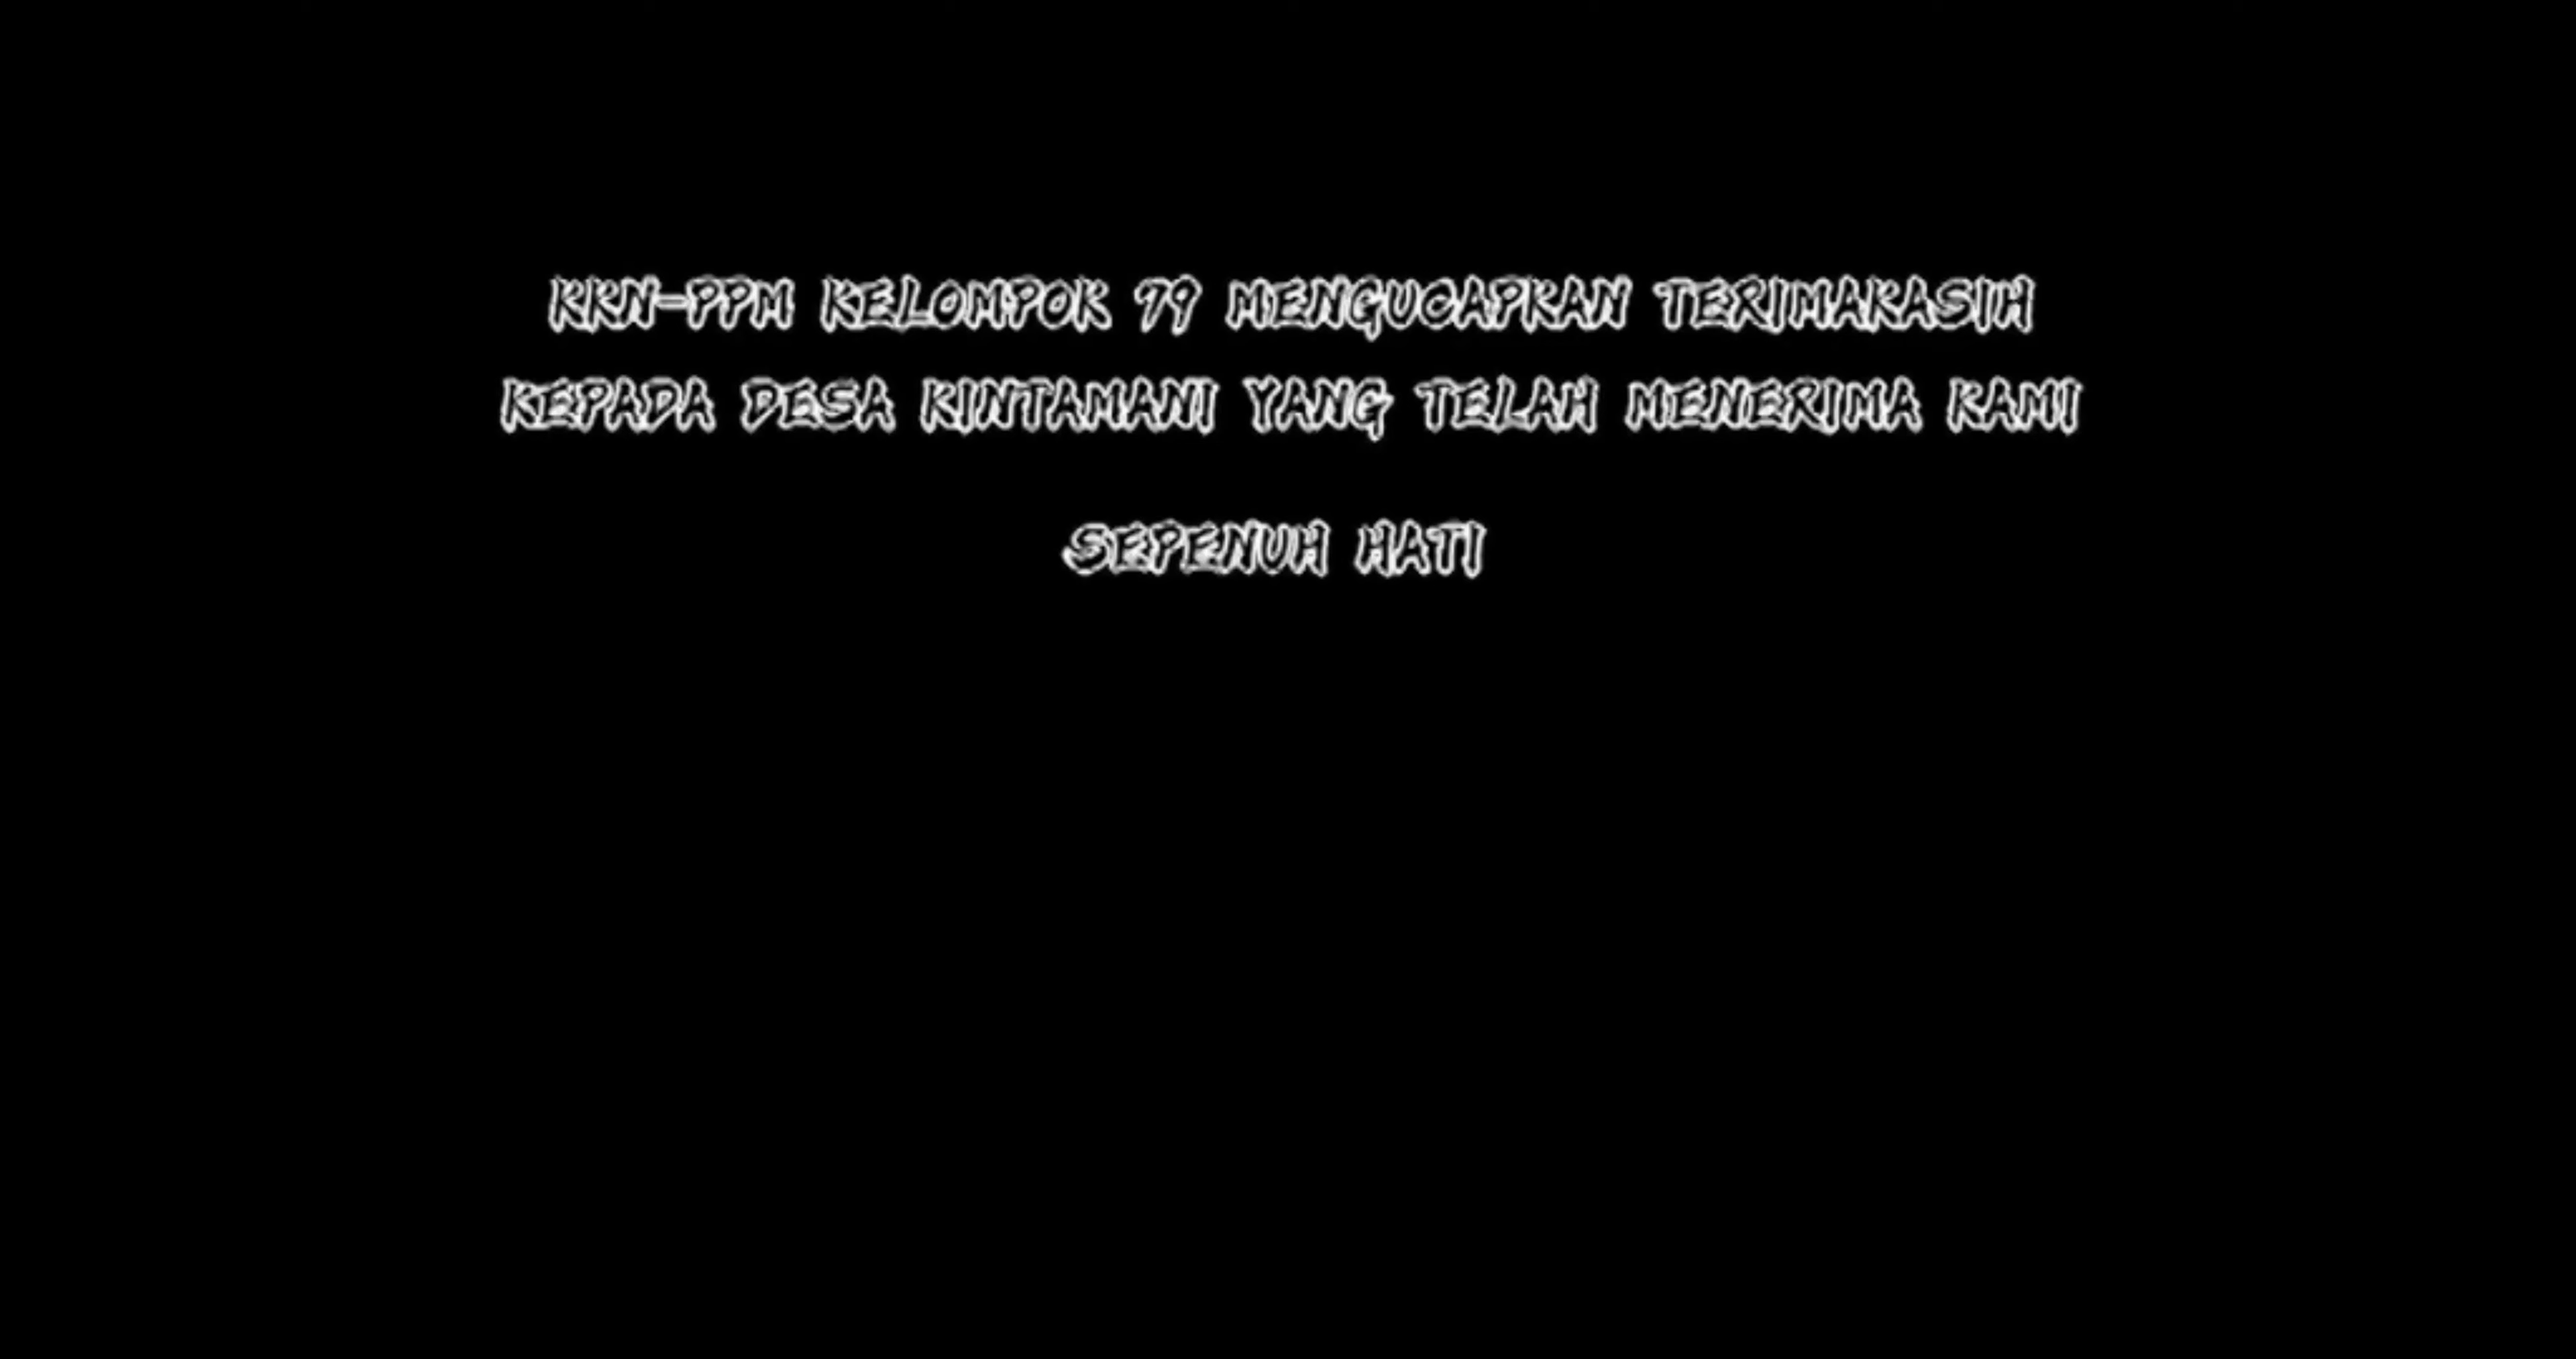 KKN-PPM KELOMPOK 79 MENGUCAPKAN TERIMAKASIH
KEPADA DESA KINTAMANI YANG TELAH MENERIMA KAMI
SEPENUH HATI